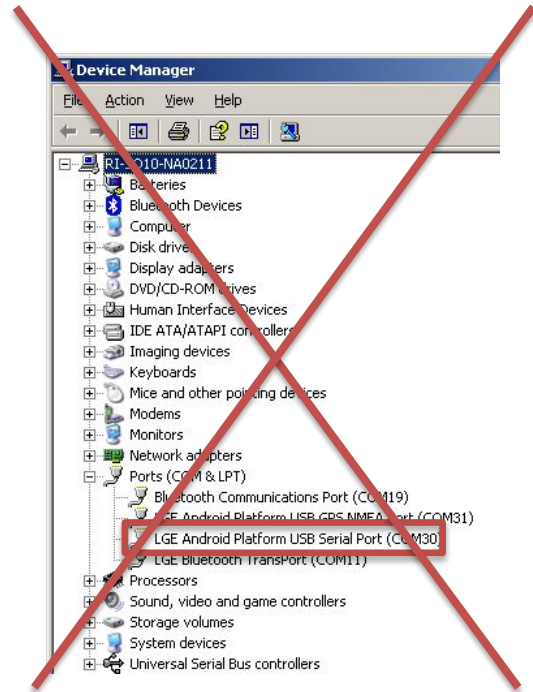 Device Manager
File Action View Help
RI-SO10-NA0211
Batteries
Bluetooth Devices
Computer
Disk drives
Display adapters
DVD/CD-ROM drives
Human Interface Devices
IDE ATA/ATAPI controllers
Imaging devices
Keyboards
Mice and other pointing devices
Modems
Monitors
Network adapters
Ports (COM & LPT)
Bluetooth Communications Port (COM19)
LGE Android Platform USB GPS NMEA Port (COM31)
LGE Android Platform USB Serial Port (COM30)
LGE Bluetooth TransPort (COM11)
Processors
Sound, video and game controllers
Storage volumes
System devices
Universal Serial Bus controllers